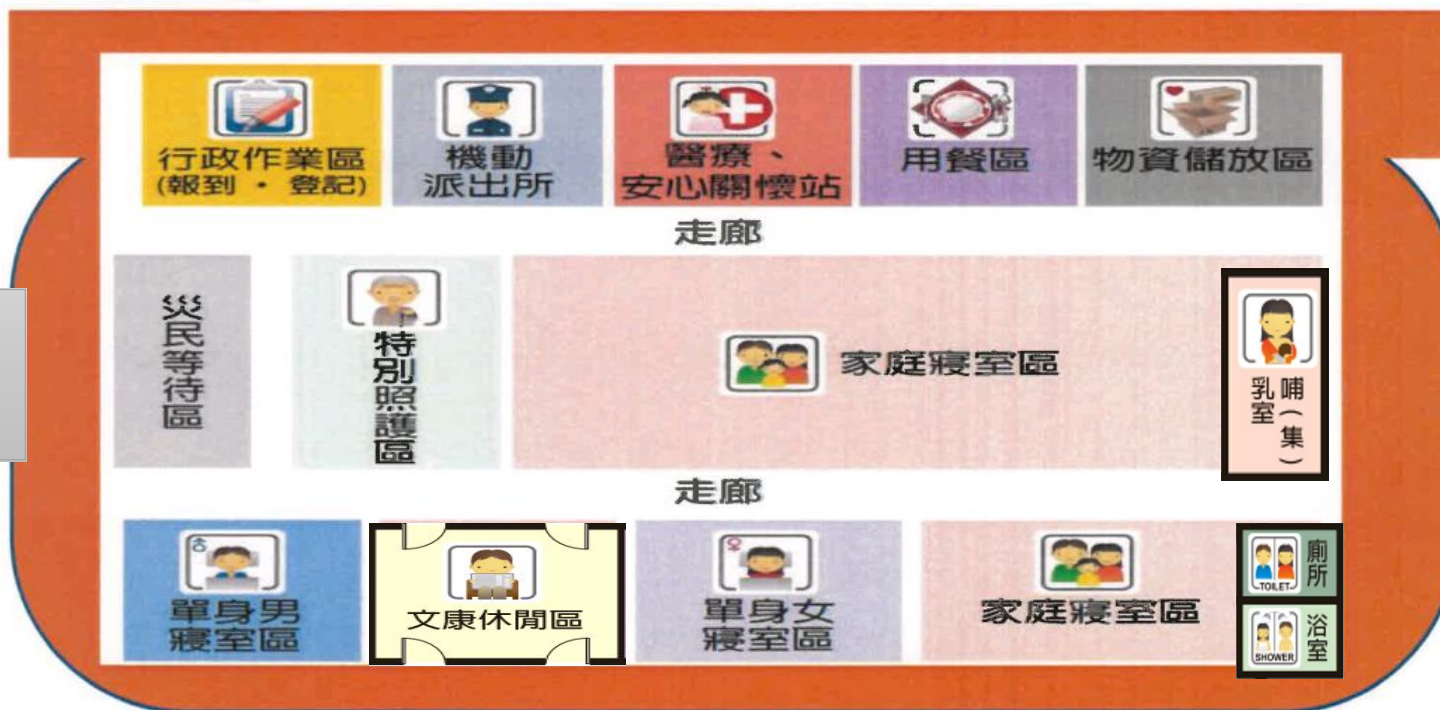 行政作業區
(報到・登記)
機動
派出所
醫療、
安心關懷站
用餐區
物資儲放區
走廊
災民等待區
特別照護區
家庭寢室區
哺(集)
乳室
走廊
單身男
寢室區
文康休閒區
單身女
寢室區
家庭寢室區
TOILET
廁所
SHOWER
浴室